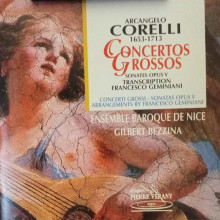 ARCANGELO
CORELLI
1653-1713
CONCERTOS
GROSSOS
SONATES OPUS V
TRANSCRIPTION
FRANCESCO GEMINIANI
CONCERTI GROSSI - SONATAS OPUS V
ARRANGEMENTS BY FRANCESCO GEMINIANI
ENSEMBLE BAROQUE DE NICE
GILBERT BEZZINA
PIERRE VERANY